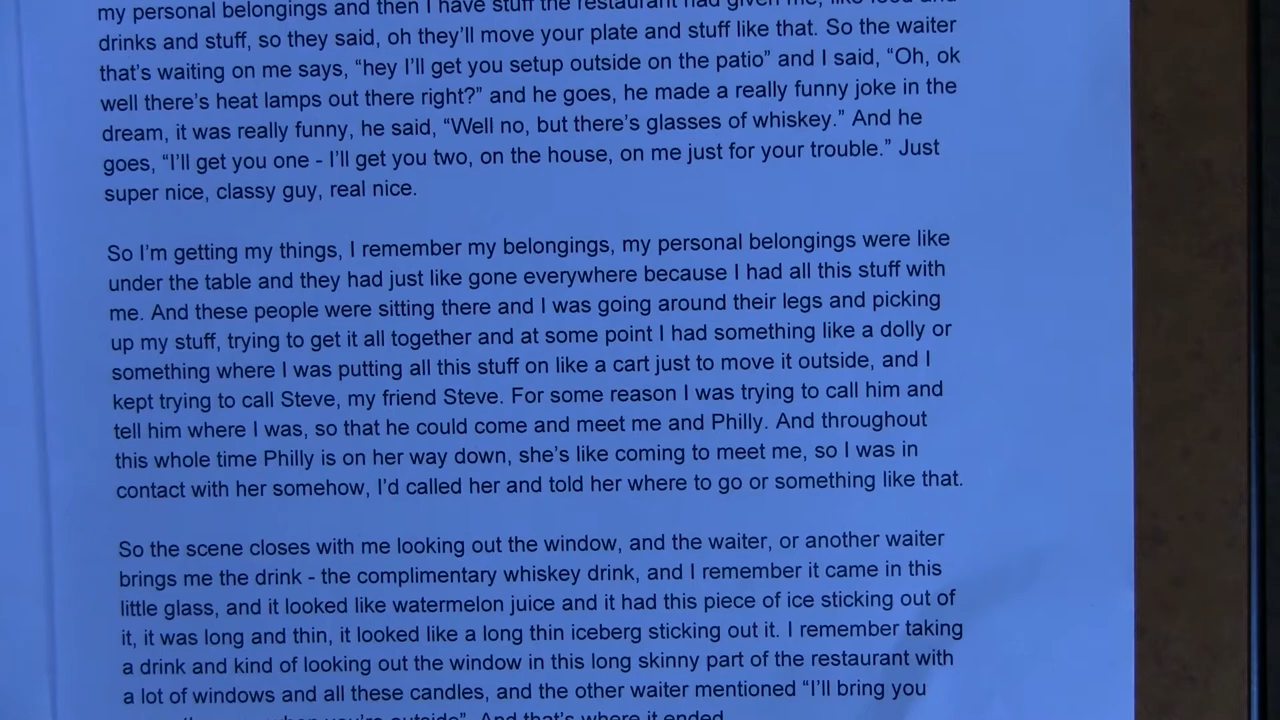 my personal belongings and then I have stuff the restaurant had given me, like food and
drinks and stuff, so they said, oh they'll move your plate and stuff like that. So the waiter
that's waiting on me says, “hey I'll get you setup outside on the patio” and I said, “Oh, ok
well there's heat lamps out there right?” and he goes, he made a really funny joke in the
dream, it was really funny, he said, “Well no, but there's glasses of whiskey.” And he
goes, “I'll get you one - I'll get you two, on the house, on me just for your trouble.” Just
super nice, classy guy, real nice.

So I'm getting my things, I remember my belongings, my personal belongings were like
under the table and they had just like gone everywhere because I had all this stuff with
me. And these people were sitting there and I was going around their legs and picking
up my stuff, trying to get it all together and at some point I had something like a dolly or
something where I was putting all this stuff on like a cart just to move it outside, and I
kept trying to call Steve, my friend Steve. For some reason I was trying to call him and
tell him where I was, so that he could come and meet me and Philly. And throughout
this whole time Philly is on her way down, she's like coming to meet me, so I was in
contact with her somehow, I'd called her and told her where to go or something like that.

So the scene closes with me looking out the window, and the waiter, or another waiter
brings me the drink - the complimentary whiskey drink, and I remember it came in this
little glass, and it looked like watermelon juice and it had this piece of ice sticking out of
it, it was long and thin, it looked like a long thin iceberg sticking out it. I remember taking
a drink and kind of looking out the window in this long skinny part of the restaurant with
a lot of windows and all these candles, and the other waiter mentioned “I'll bring you
when you're outside”. And that's where it ended.